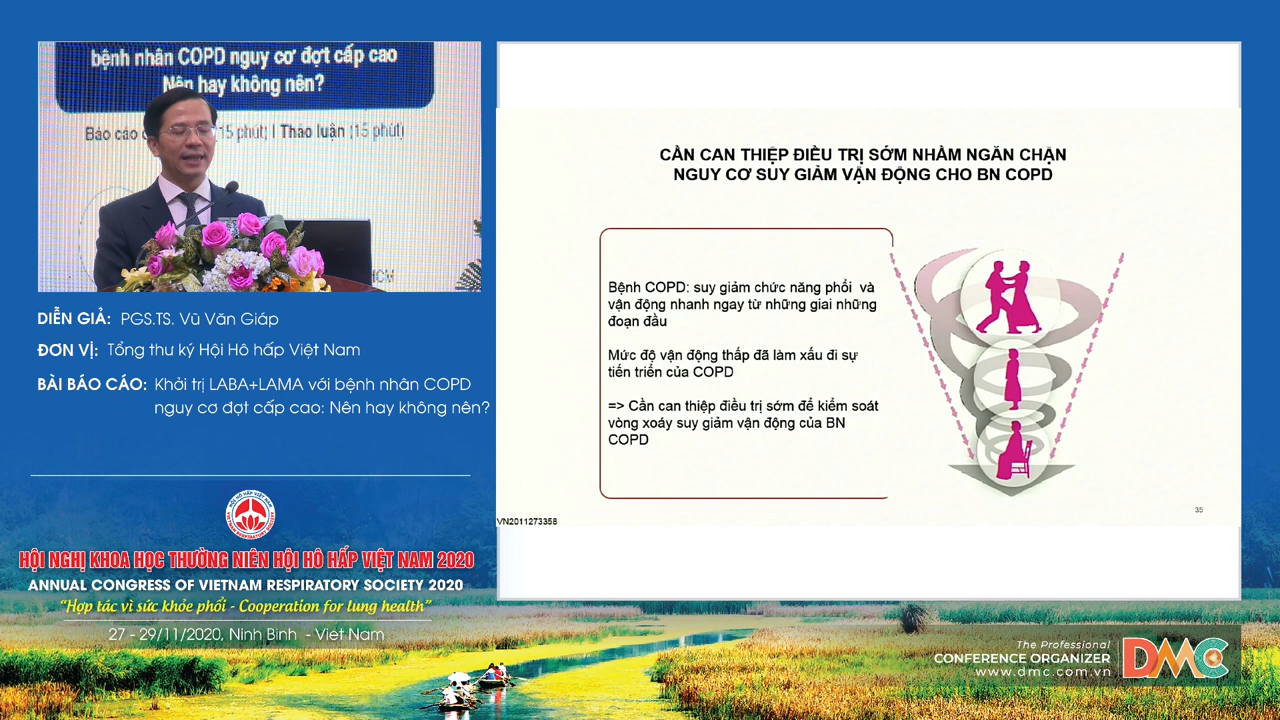 bệnh nhân COPD nguy cơ đợt cấp cao
Nên hay không nên?
Báo cáo (15 phút) | Thảo luận (15 phút)
HCM
DIỄN GIẢ: PGS.TS. Vũ Văn Giáp
ĐƠN VỊ: Tổng thư ký Hội Hô hấp Việt Nam
BÀI BÁO CÁO: Khởi trị LABA+LAMA với bệnh nhân COPD
nguy cơ đợt cấp cao: Nên hay không nên?
HỘI NGHỊ KHOA HỌC THƯỜNG NIÊN HỘI HÔ HẤP VIỆT NAM 2020
ANNUAL CONGRESS OF VIETNAM RESPIRATORY SOCIETY 2020
“Hợp tác vì sức khỏe phổi - Cooperation for lung health”
27 - 29/11/2020, Ninh Bình - Việt Nam
CẦN CAN THIỆP ĐIỀU TRỊ SỚM NHẰM NGĂN CHẶN
NGUY CƠ SUY GIẢM VẬN ĐỘNG CHO BN COPD
Bệnh COPD: suy giảm chức năng phổi và
vận động nhanh ngay từ những giai những
đoạn đầu
Mức độ vận động thấp đã làm xấu đi sự
tiến triển của COPD
=> Cần can thiệp điều trị sớm để kiểm soát
vòng xoáy suy giảm vận động của BN
COPD
35
VN2011273358
The Professional
CONFERENCE ORGANIZER
www.dmc.com.vn
DMC